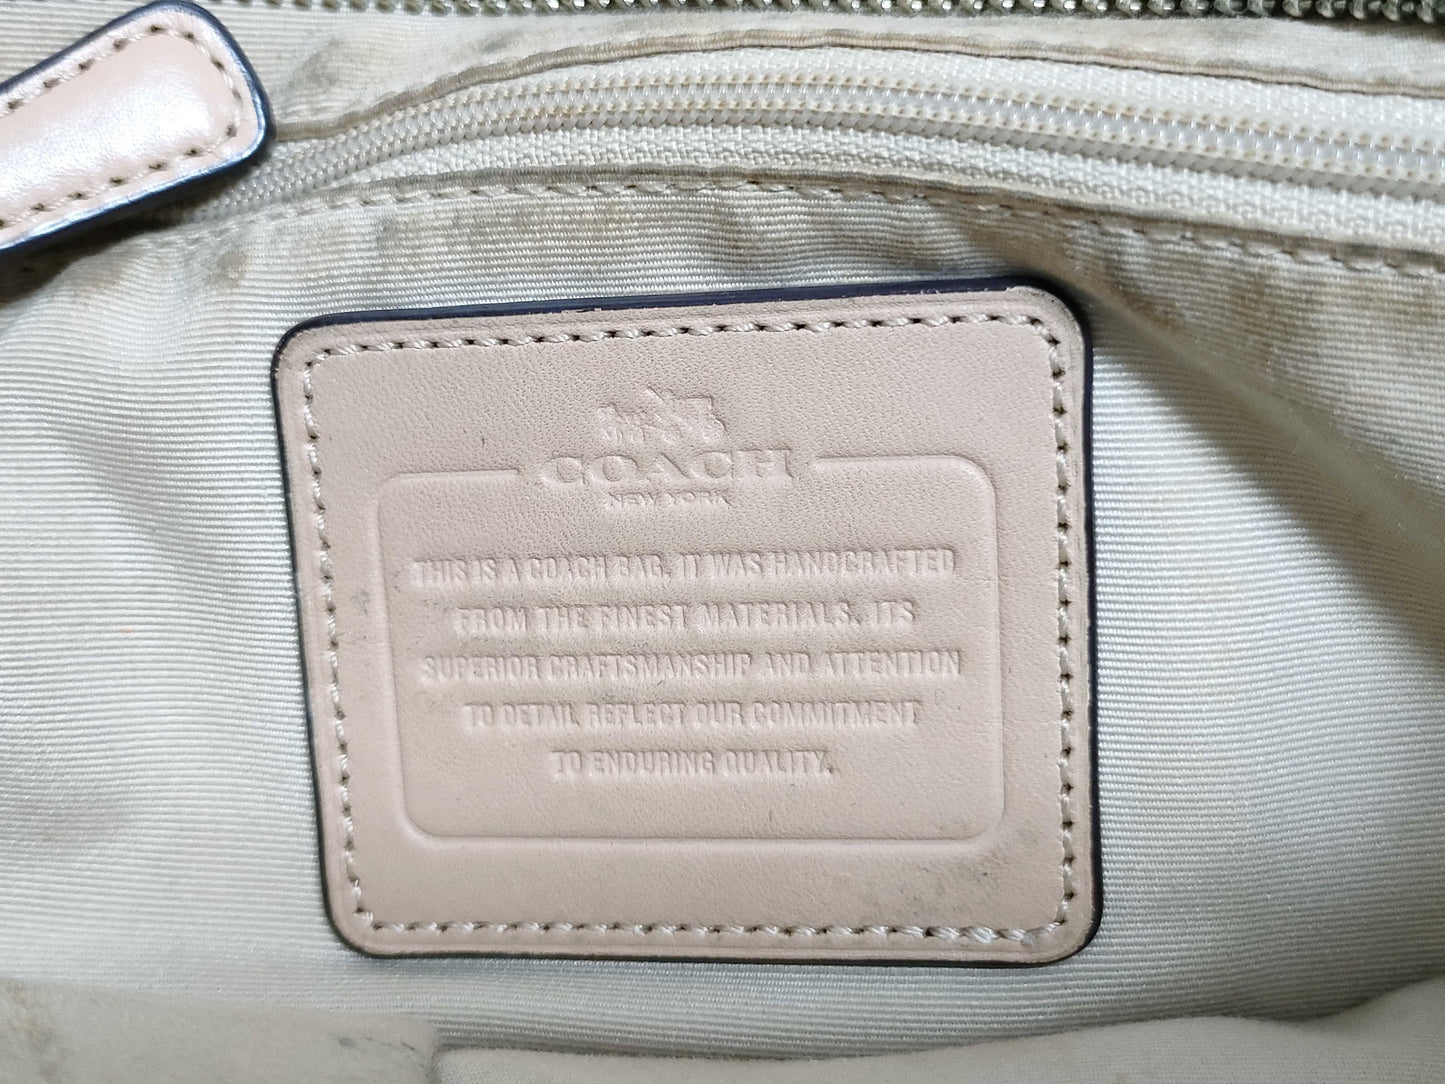 COACH
NEW YORK
THIS IS A COACH BAG. IT WAS HANDCRAFTED
FROM THE FINEST MATERIALS. ITS
SUPERIOR CRAFTSMANSHIP AND ATTENTION
TO DETAIL REFLECT OUR COMMITMENT
TO ENDURING QUALITY.